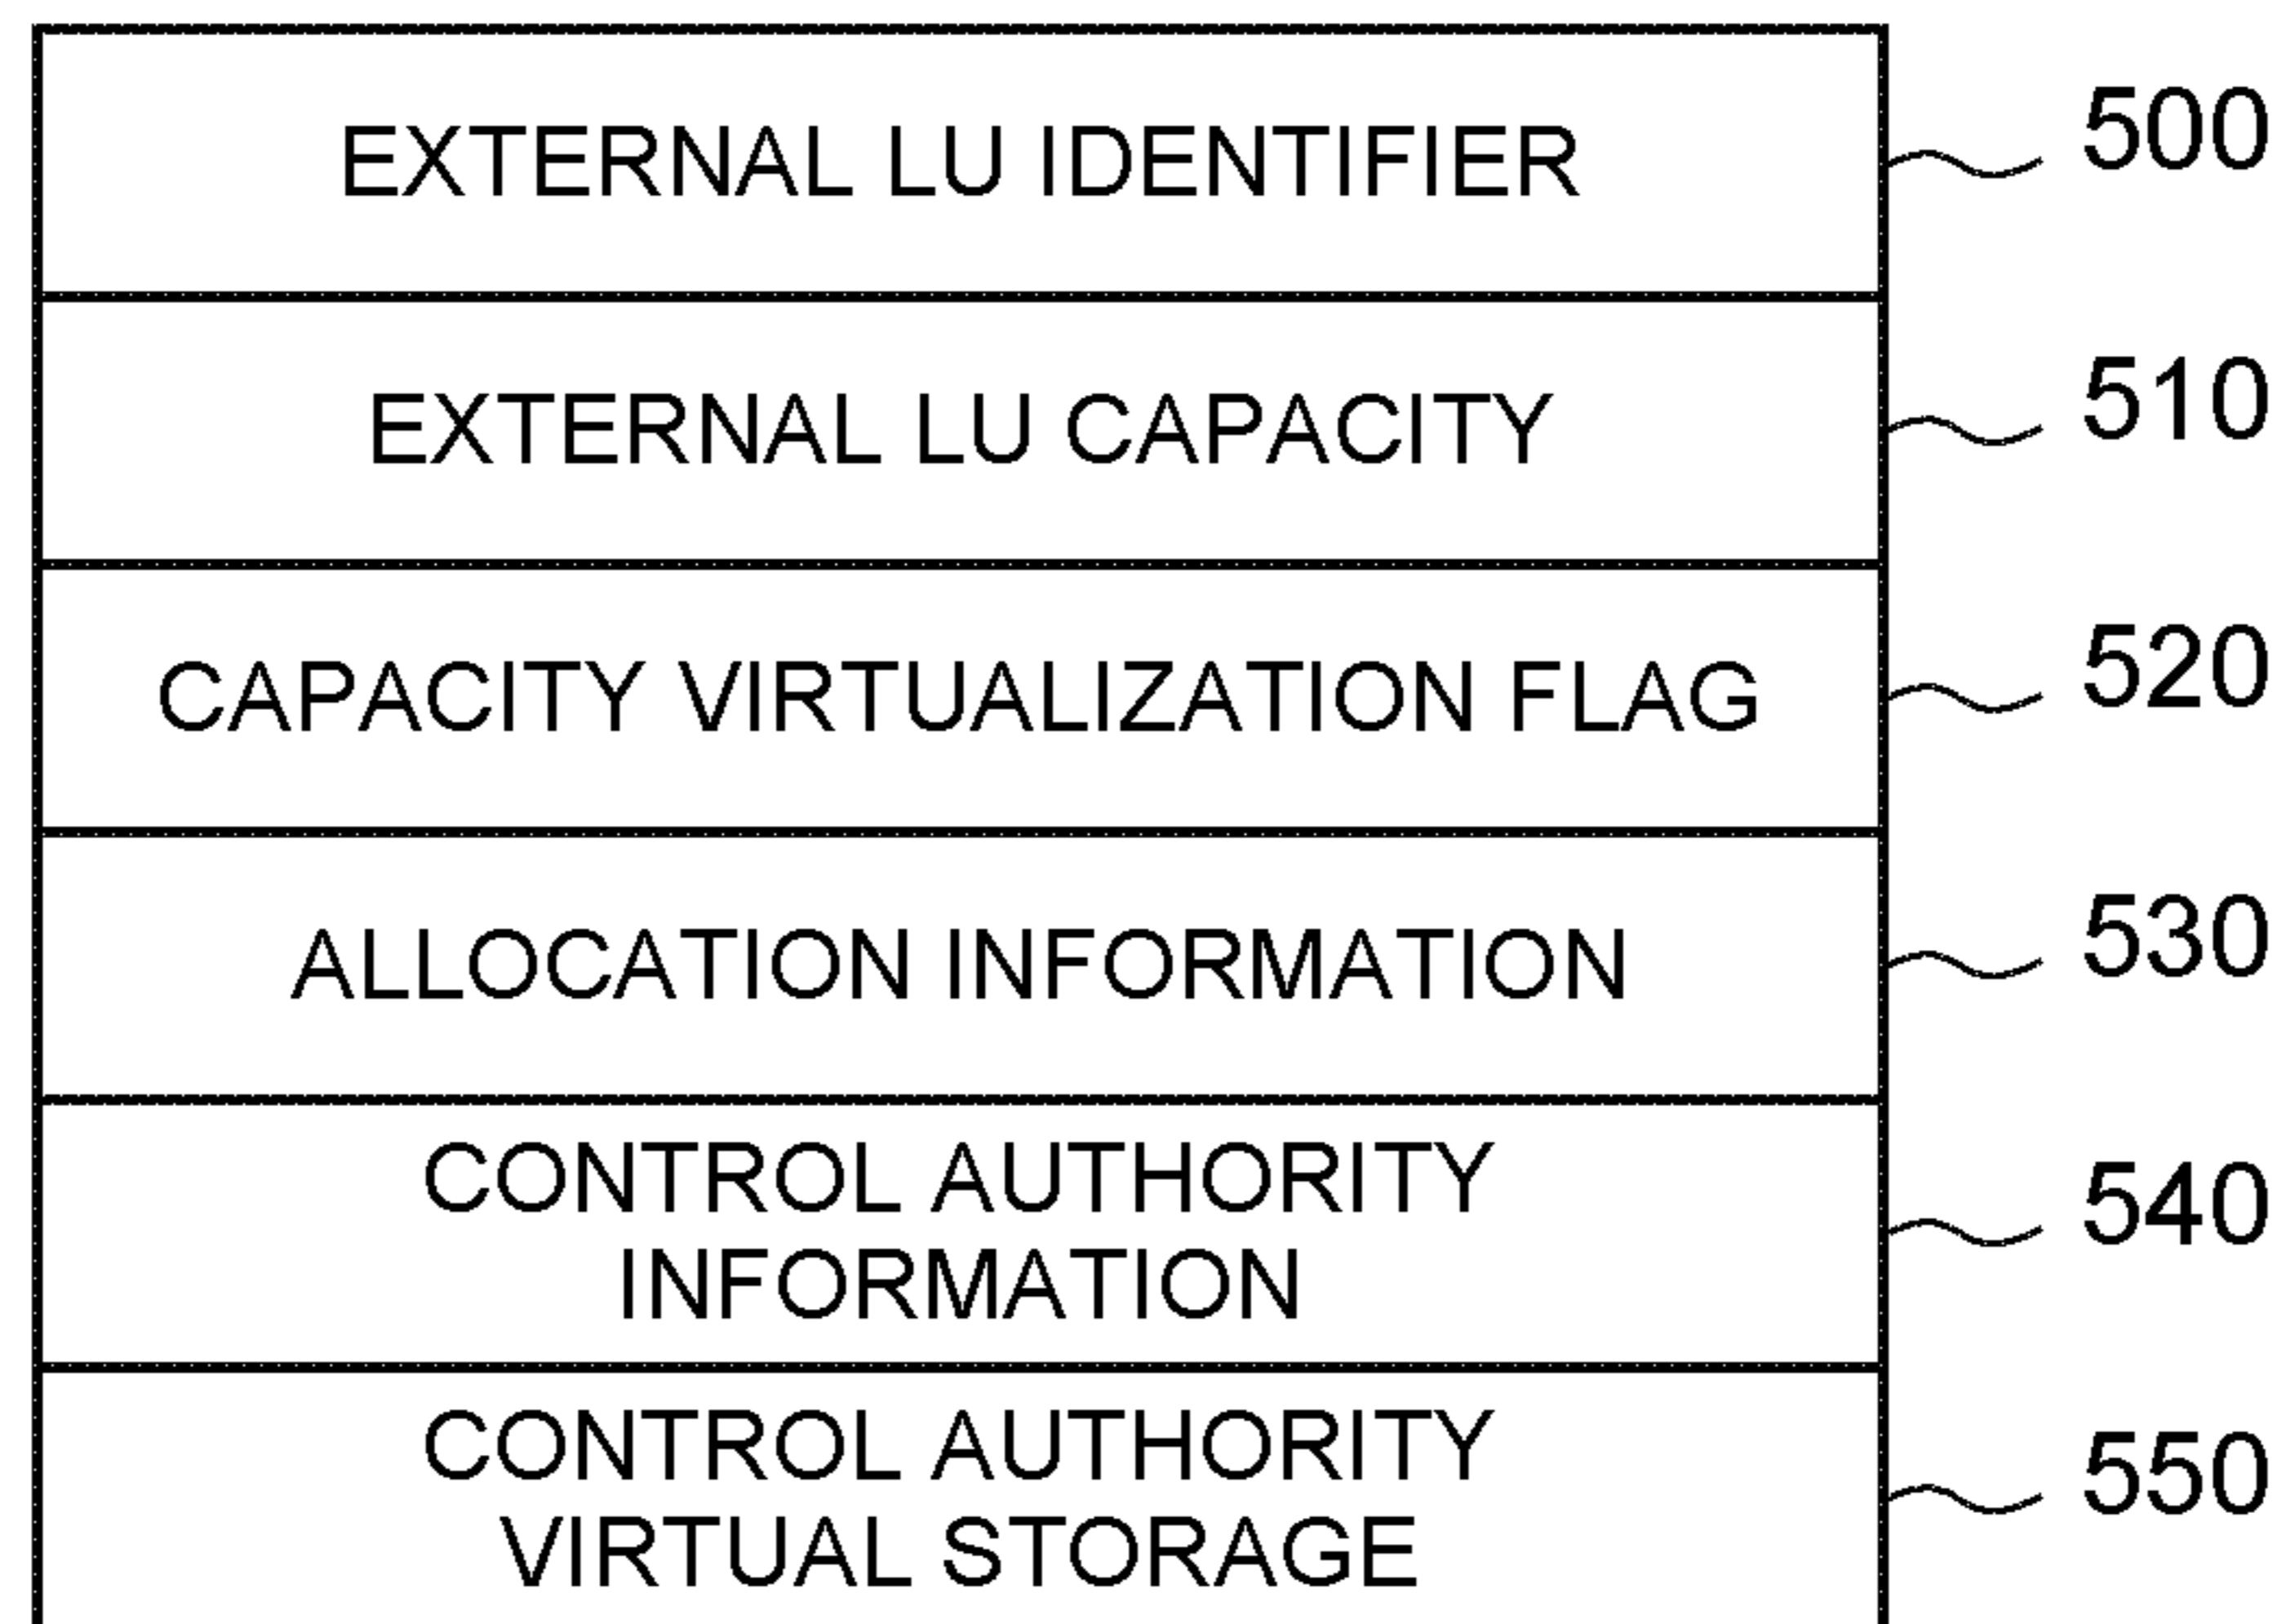 EXTERNAL LU IDENTIFIER 500
EXTERNAL LU CAPACITY 510
CAPACITY VIRTUALIZATION FLAG 520
ALLOCATION INFORMATION 530
CONTROL AUTHORITY
INFORMATION 540
CONTROL AUTHORITY
VIRTUAL STORAGE 550